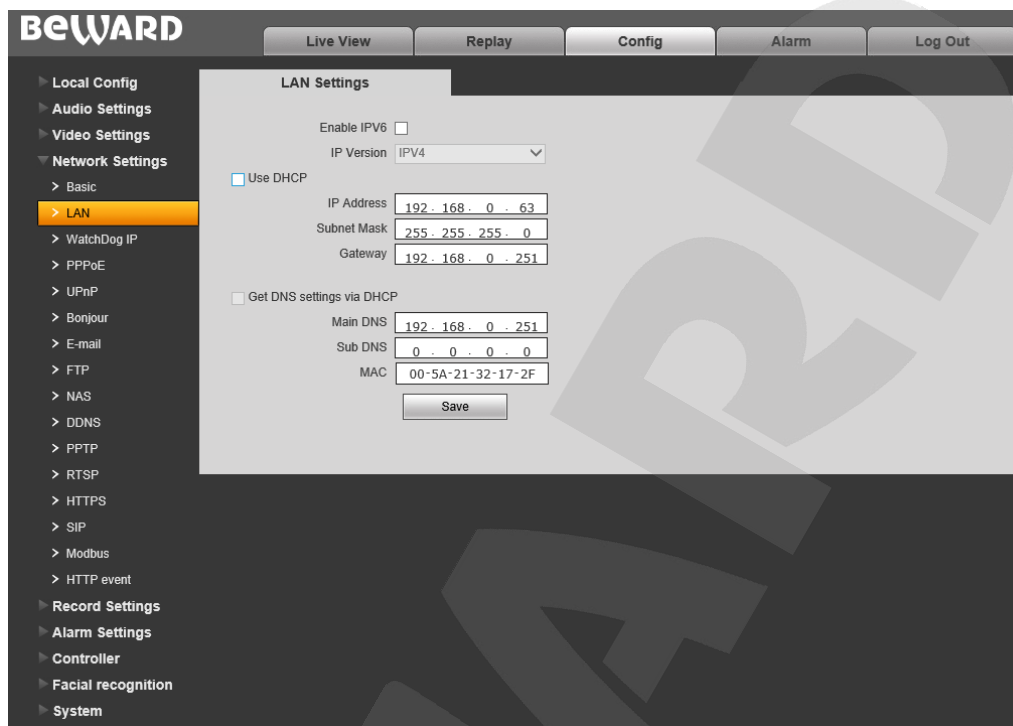 BEWARD
Live View Replay Config Alarm Log Out
Local Config
Audio Settings
Video Settings
Network Settings
> Basic
> LAN
> WatchDog IP
> PPPoE
> UPnP
> Bonjour
> E-mail
> FTP
> NAS
> DDNS
> PPTP
> RTSP
> HTTPS
> SIP
> Modbus
> HTTP event
Record Settings
Alarm Settings
Controller
Facial recognition
System
LAN Settings
Enable IPV6
IP Version IPV4
Use DHCP
IP Address 192 . 168 . 0 . 63
Subnet Mask 255 . 255 . 255 . 0
Gateway 192 . 168 . 0 . 251
Get DNS settings via DHCP
Main DNS 192 . 168 . 0 . 251
Sub DNS 0 . 0 . 0 . 0
MAC 00-5A-21-32-17-2F
Save